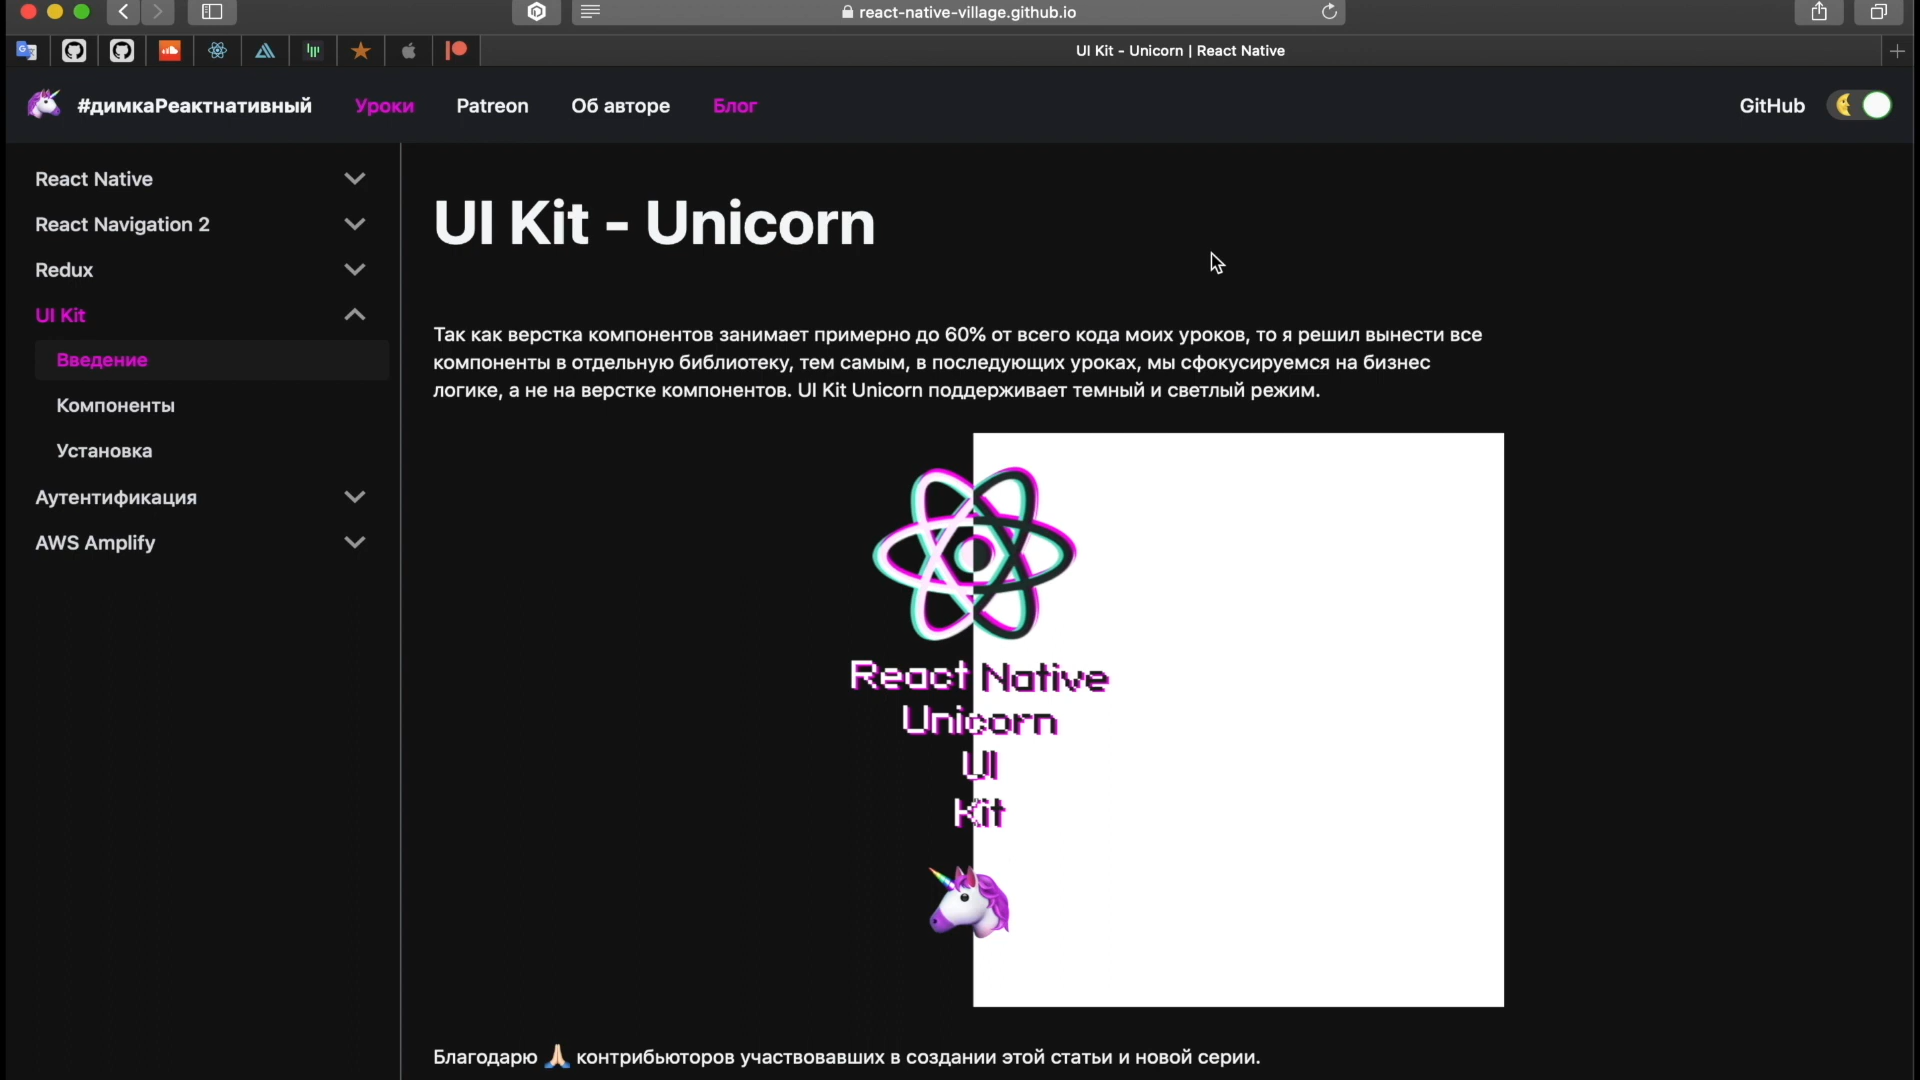 react-native-village.github.io
UI Kit - Unicorn | React Native
#димкаРеактнативный
Уроки
Patreon
Об авторе
Блог
GitHub
React Native
React Navigation 2
Redux
UI Kit
Введение
Компоненты
Установка
Аутентификация
AWS Amplify
UI Kit - Unicorn
Так как верстка компонентов занимает примерно до 60% от всего кода моих уроков, то я решил вынести все
компоненты в отдельную библиотеку, тем самым, в последующих уроках, мы сфокусируемся на бизнес
логике, а не на верстке компонентов. UI Kit Unicorn поддерживает темный и светлый режим.
React Native
Unicorn
UI
Kit
Благодарю 🙏🏻 контрибьюторов участвовавших в создании этой статьи и новой серии.